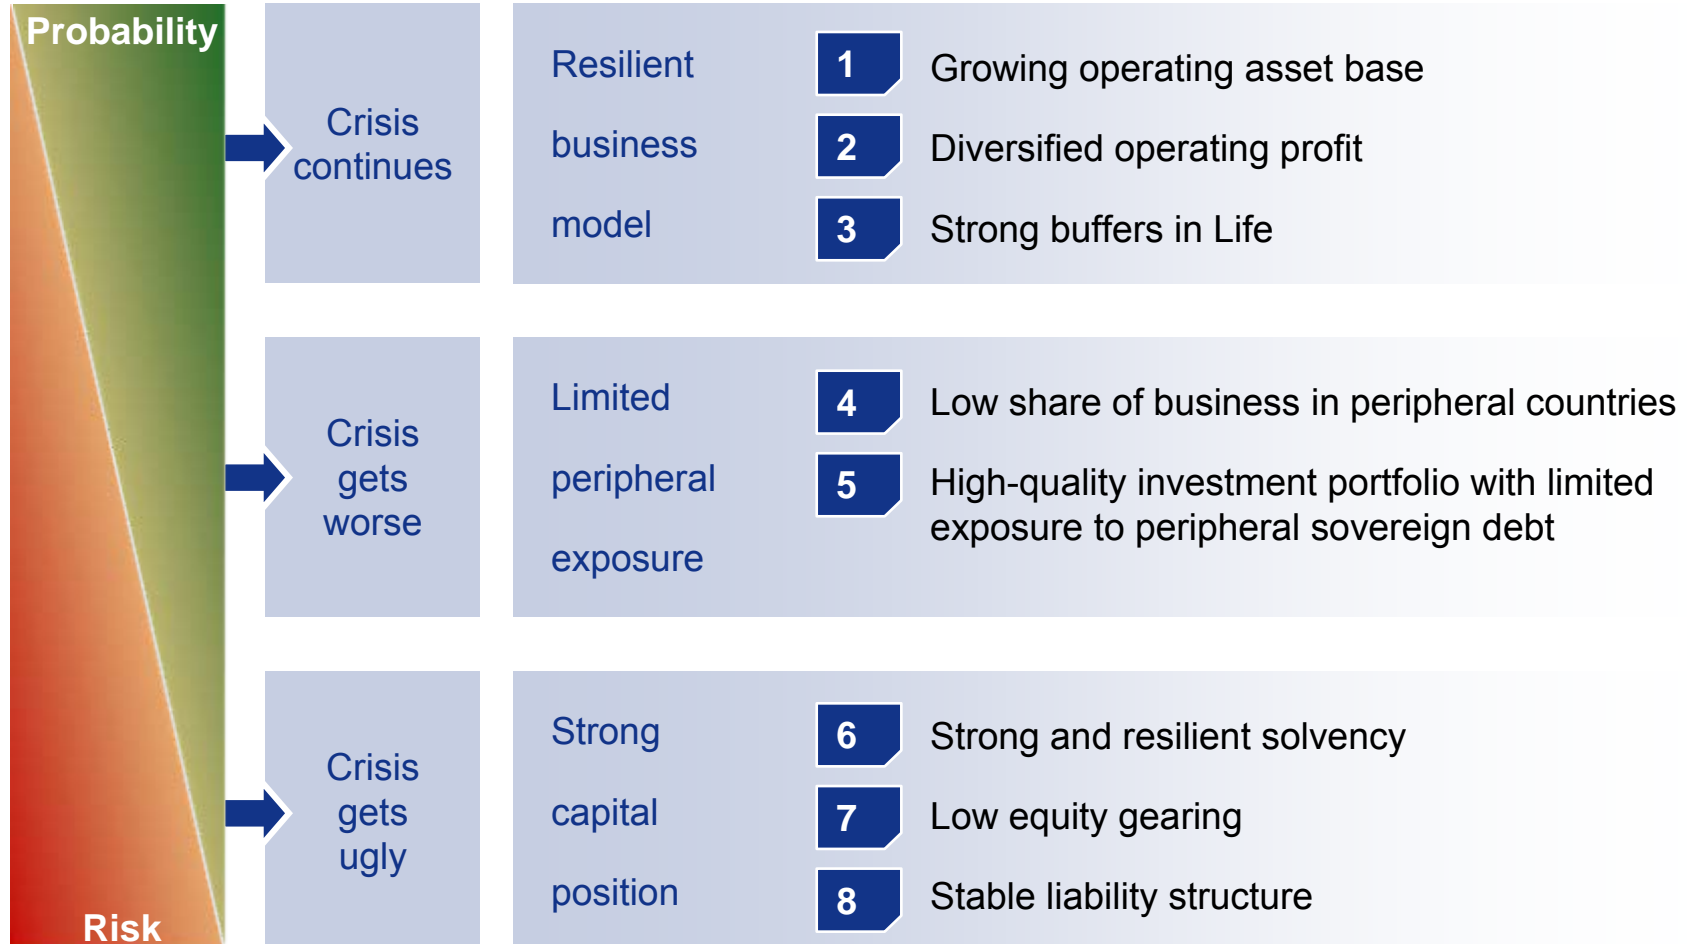 Probability
Crisis
continues
Resilient
business
model
1 Growing operating asset base
2 Diversified operating profit
3 Strong buffers in Life
Crisis
gets
worse
Limited
peripheral
exposure
4 Low share of business in peripheral countries
5 High-quality investment portfolio with limited
exposure to peripheral sovereign debt
Crisis
gets
ugly
Strong
capital
position
6 Strong and resilient solvency
7 Low equity gearing
8 Stable liability structure
Risk